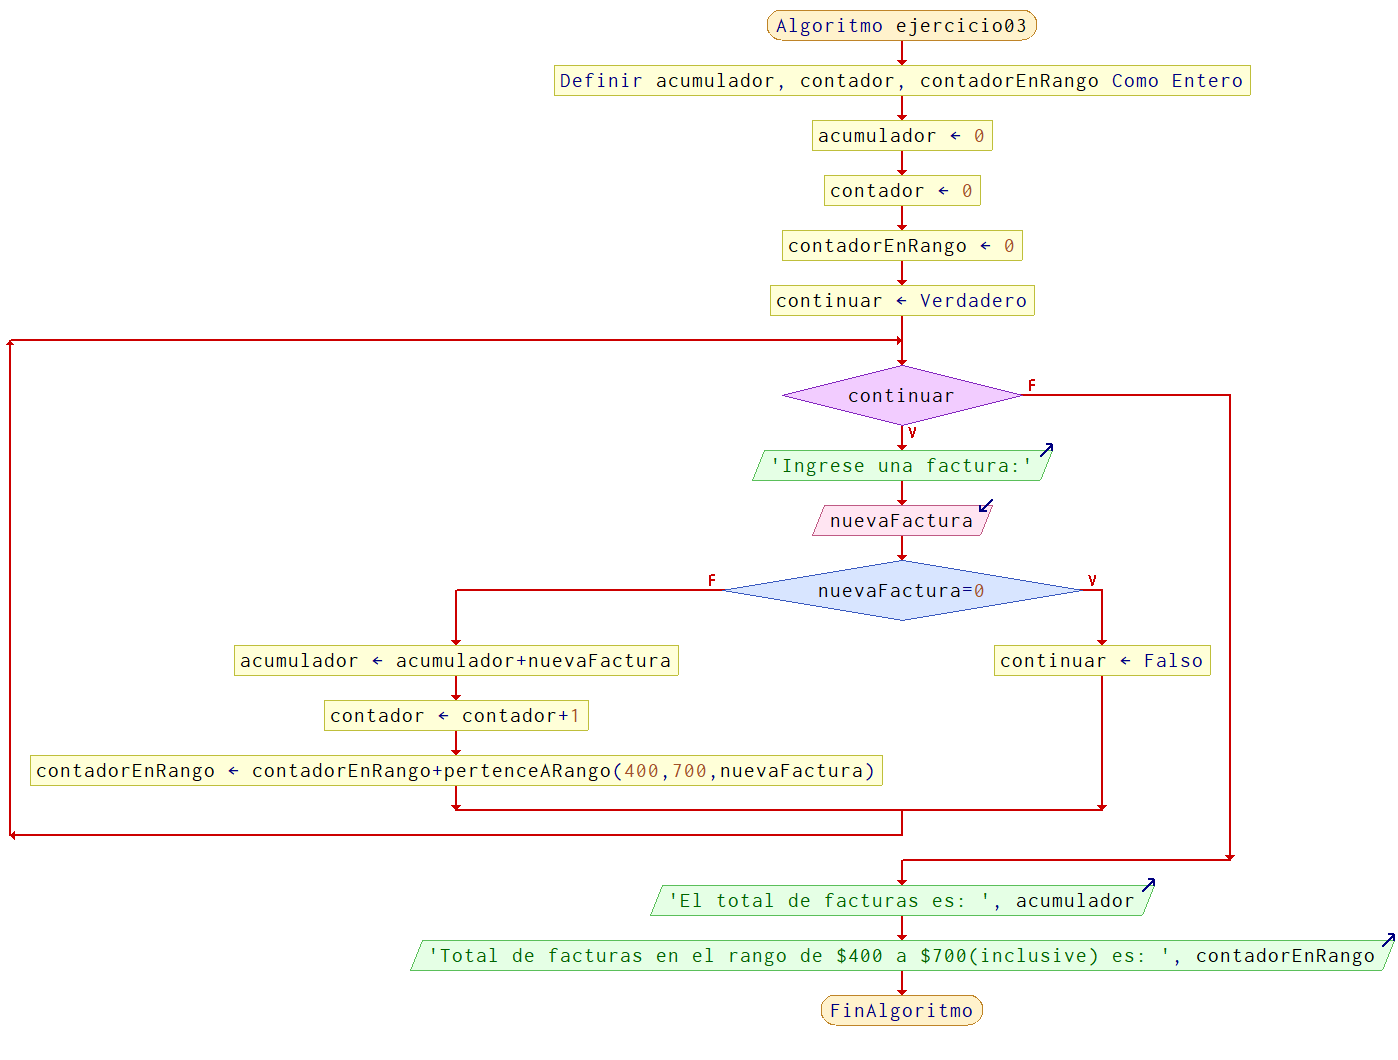 Algoritmo ejercicio03
Definir acumulador, contador, contadorEnRango Como Entero
acumulador ← 0
contador ← 0
contadorEnRango ← 0
continuar ← Verdadero
continuar
F
V
'Ingrese una factura:'
nuevaFactura
nuevaFactura=0
F
V
acumulador ← acumulador+nuevaFactura
continuar ← Falso
contador ← contador+1
contadorEnRango ← contadorEnRango+pertenceARango(400,700,nuevaFactura)
'El total de facturas es: ', acumulador
'Total de facturas en el rango de $400 a $700(inclusive) es: ', contadorEnRango
FinAlgoritmo